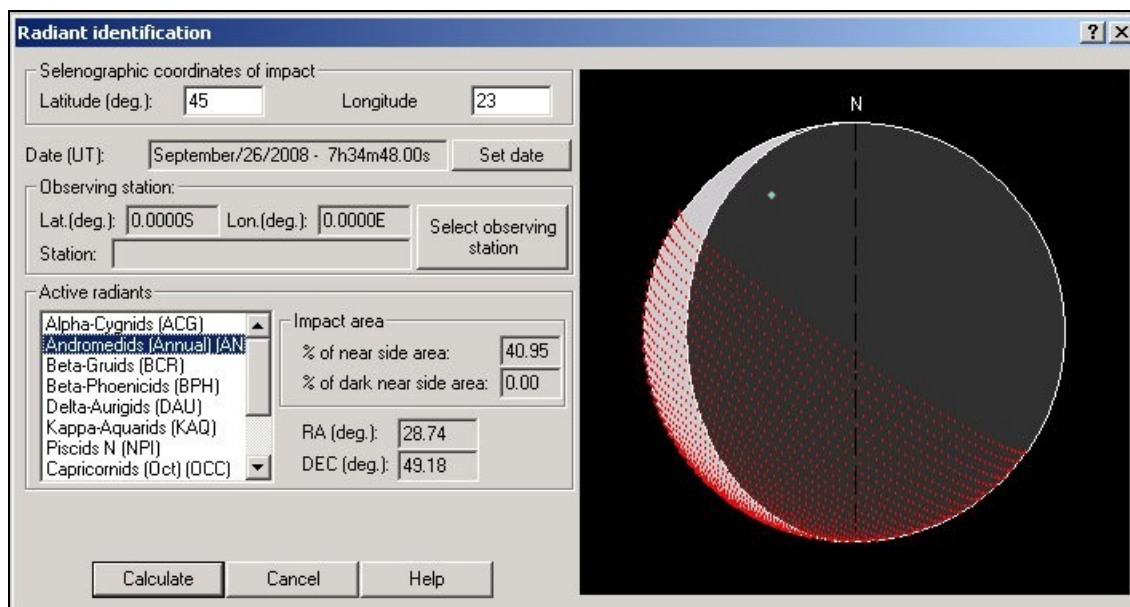 Radiant identification
Selenographic coordinates of impact
Latitude (deg.): 45 Longitude 23
Date (UT): September/26/2008 - 7h34m48.00s Set date
Observing station:
Lat.(deg.): 0.0000S Lon.(deg.): 0.0000E
Select observing
station
Station:
Active radiants
Alpha-Cygnids (ACG)
Andromedids (Annual) (AN
Beta-Gruids (BCR)
Beta-Phoenicids (BPH)
Delta-Aurigids (DAU)
Kappa-Aquarids (KAQ)
Piscids N (NPI)
Capricornids (Oct) (OCC)
Impact area
% of near side area: 40.95
% of dark near side area: 0.00
RA (deg.): 28.74
DEC (deg.): 49.18
Calculate Cancel Help
N